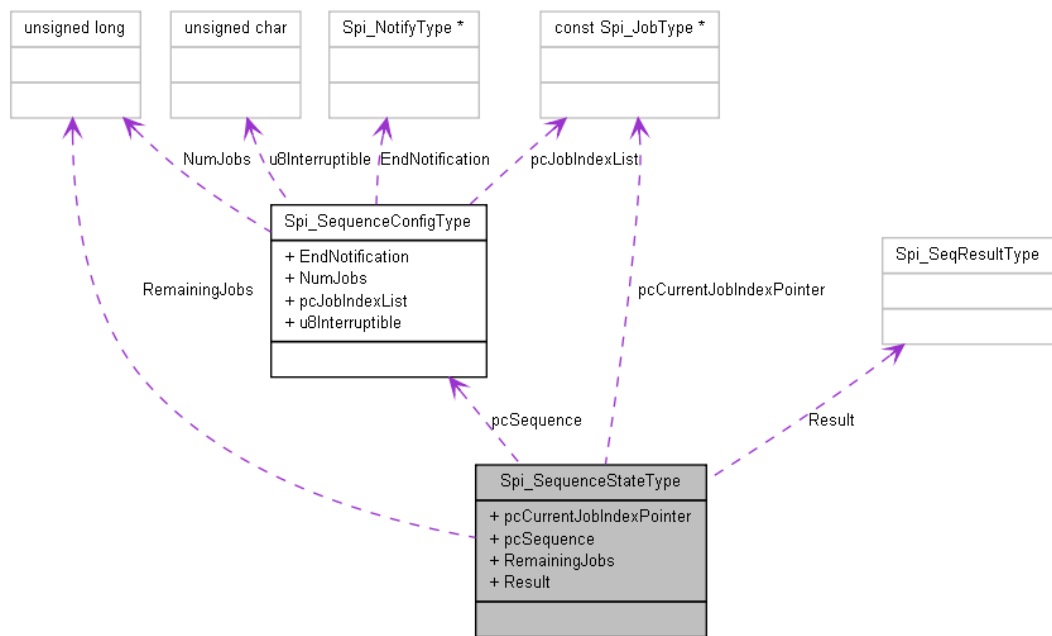 unsigned long
unsigned char
Spi_NotifyType *
const Spi_JobType *
NumJobs
u8Interruptible
EndNotification
pcJobIndexList
Spi_SequenceConfigType
+ EndNotification
+ NumJobs
+ pcJobIndexList
+ u8Interruptible
Spi_SeqResultType
RemainingJobs
pcCurrentJobIndexPointer
pcSequence
Result
Spi_SequenceStateType
+ pcCurrentJobIndexPointer
+ pcSequence
+ RemainingJobs
+ Result